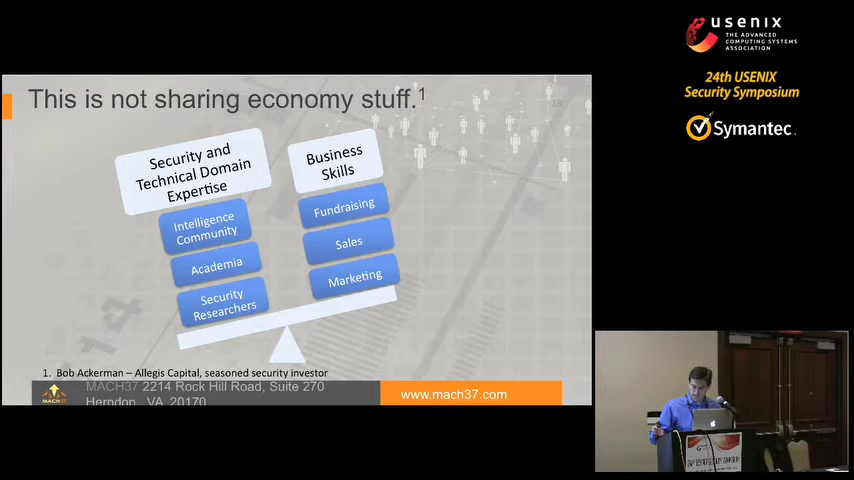 This is not sharing economy stuff.1
18
Security and
Technical Domain
Expertise
Intelligence
Community
Academia
Security
Researchers
Business
Skills
Fundraising
Sales
Marketing
1. Bob Ackerman – Allegis Capital, seasoned security investor
MACH37
MACH37 2214 Rock Hill Road, Suite 270
Herndon, VA 20170
www.mach37.com
usenix
THE ADVANCED
COMPUTING SYSTEMS
ASSOCIATION
24th USENIX
Security Symposium
Symantec.